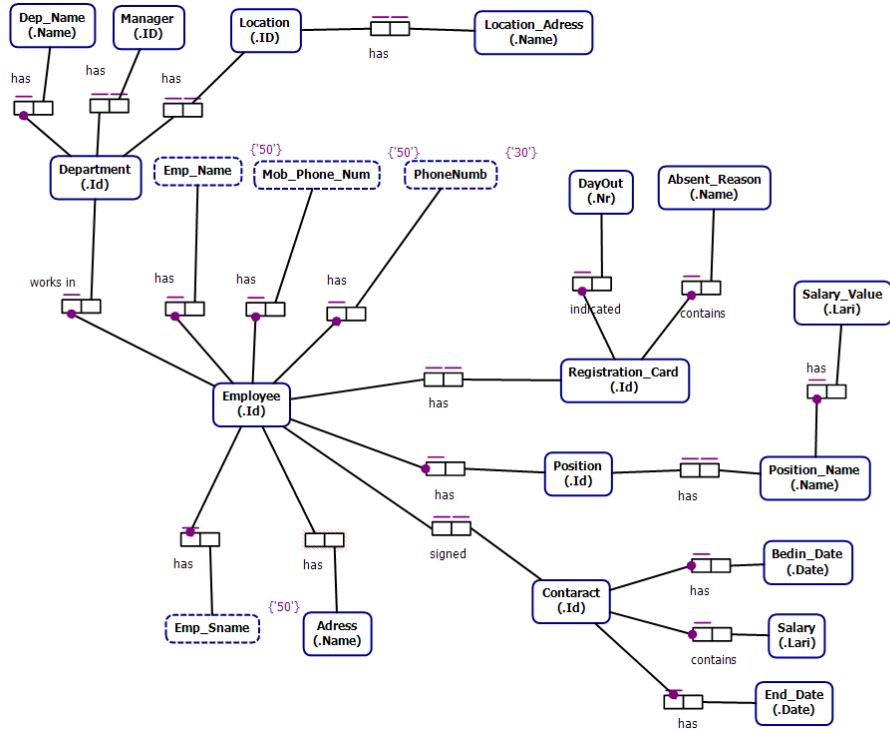 Dep_Name
(.Name)
Manager
(.ID)
Location
(.ID)
has
Location_Adress
(.Name)
has
has
has
Department
(.Id)
Emp_Name
{'50'}
Mob_Phone_Num
{'50'}
PhoneNumb
{'30'}
DayOut
(.Nr)
Absent_Reason
(.Name)
works in
has
has
has
indicated
contains
Salary_Value
(.Lari)
has
Employee
(.Id)
has
Registration_Card
(.Id)
has
Position
(.Id)
has
Position_Name
(.Name)
has
has
signed
Emp_Sname
{'50'}
Adress
(.Name)
Contaract
(.Id)
has
Bedin_Date
(.Date)
contains
Salary
(.Lari)
has
End_Date
(.Date)